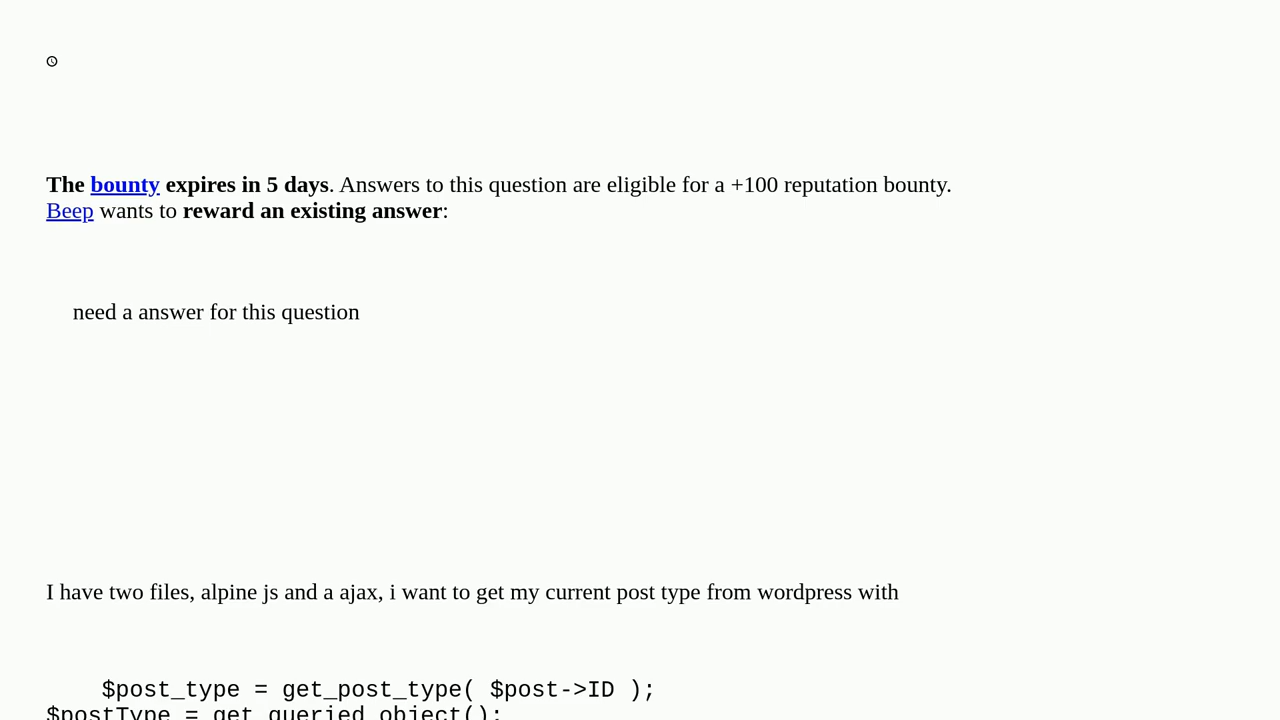 The bounty expires in 5 days. Answers to this question are eligible for a +100 reputation bounty.
Beep wants to reward an existing answer:
need a answer for this question
I have two files, alpine js and a ajax, i want to get my current post type from wordpress with
$post_type = get_post_type( $post->ID );
$postType = get_queried_object();